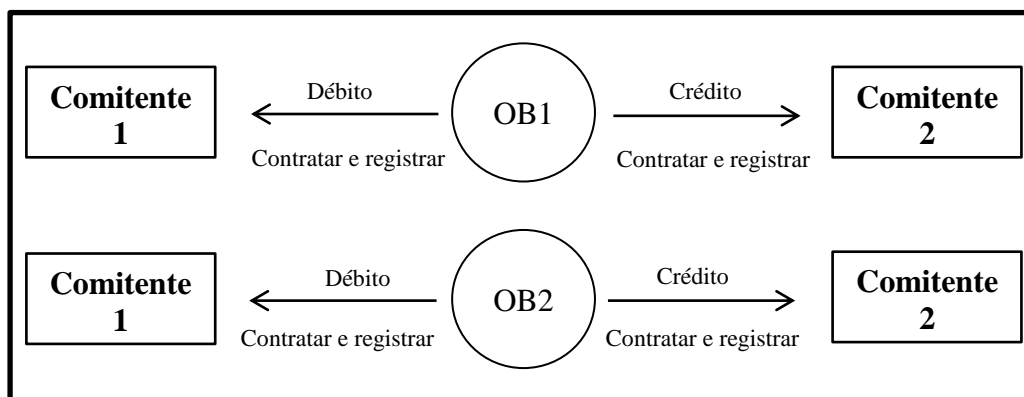 Comitente
1
Débito
Contratar e registrar
OB1
Crédito
Contratar e registrar
Comitente
2
Comitente
1
Débito
Contratar e registrar
OB2
Crédito
Contratar e registrar
Comitente
2